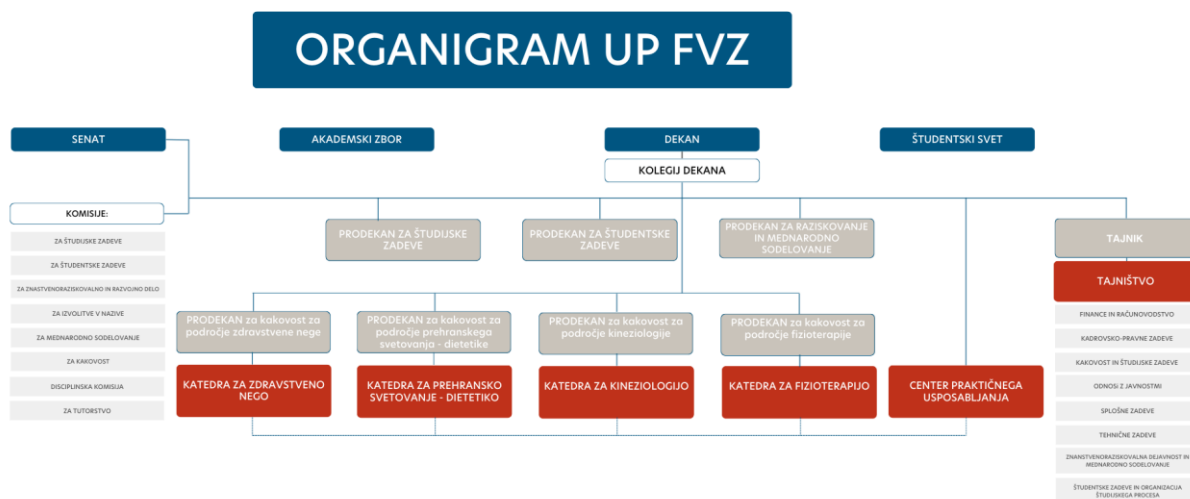 ORGANIGRAM UP FVZ
SENAT
AKADEMSKI ZBOR
DEKAN
ŠTUDENTSKI SVET
KOLEGIJ DEKANA
KOMISIJE:
ZA ŠTUDIJSKE ZADEVE
ZA ŠTUDENTSKE ZADEVE
ZA ZNASTVENORAZISKOVALNO IN RAZVOJNO DELO
ZA IZVOLITVE V NAZIVE
ZA MEDNARODNO SODELOVANJE
ZA KAKOVOST
DISCIPLINSKA KOMISIJA
ZA TUTORSTVO
PRODEKAN ZA ŠTUDIJSKE
ZADEVE
PRODEKAN ZA ŠTUDENTSKE
ZADEVE
PRODEKAN ZA RAZISKOVANJE
IN MEDNARODNO
SODELOVANJE
TAJNIK
TAJNIŠTVO
FINANCE IN RAČUNOVODSTVO
KADROVSKO-PRAVNE ZADEVE
KAKOVOST IN ŠTUDIJSKE ZADEVE
ODNOSI Z JAVNOSTMI
SPLOŠNE ZADEVE
TEHNIČNE ZADEVE
ZNANSTVENORAZISKOVALNA DEJAVNOST IN
MEDNARODNO SODELOVANJE
ŠTUDENTSKE ZADEVE IN ORGANIZACIJA
ŠTUDIJSKEGA PROCESA
PRODEKAN za kakovost za
področje zdravstvene nege
PRODEKAN za kakovost za
področje prehranskega
svetovanja - dietetike
PRODEKAN za kakovost za
področje kineziologije
PRODEKAN za kakovost za
področje fizioterapije
KATEDRA ZA ZDRAVSTVENO
NEGO
KATEDRA ZA PREHRANSKO
SVETOVANJE - DIETETIKO
KATEDRA ZA KINEZIOLOGIJO
KATEDRA ZA FIZIOTERAPIJO
CENTER PRAKTIČNEGA
USPOSABLJANJA